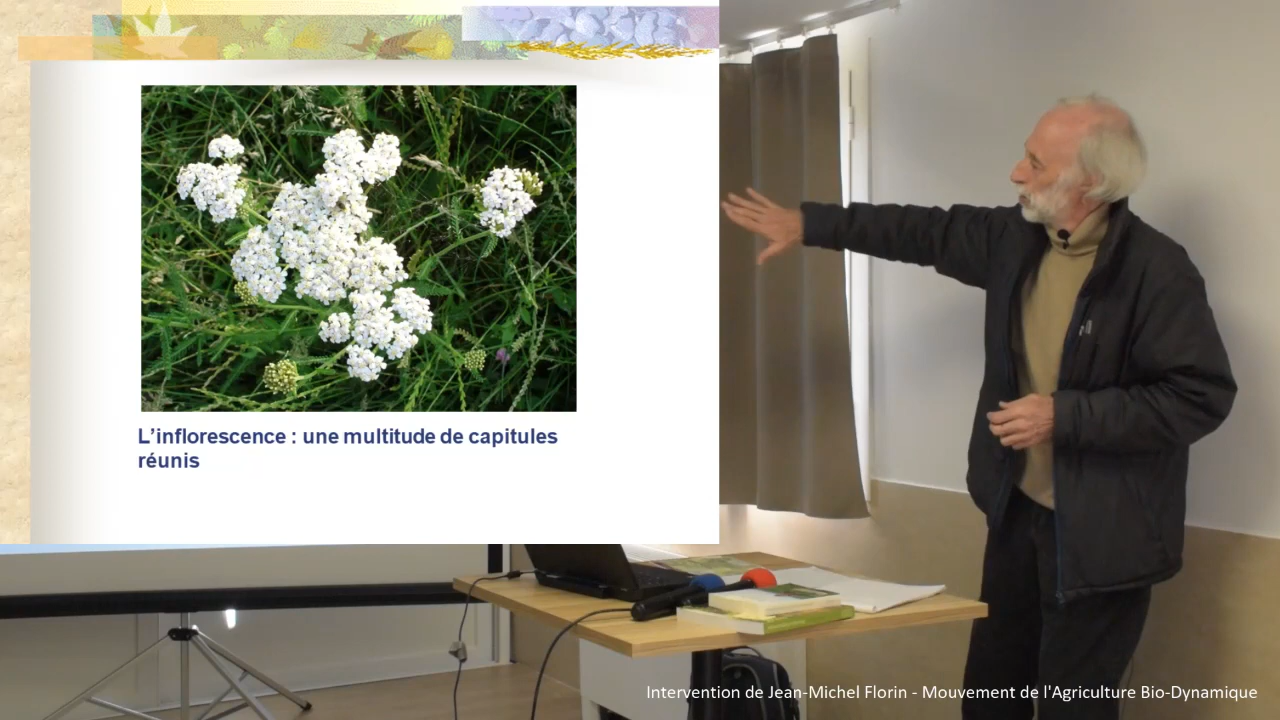 L'inflorescence : une multitude de capitules
réunis
Intervention de Jean-Michel Florin - Mouvement de l'Agriculture Bio-Dynamique